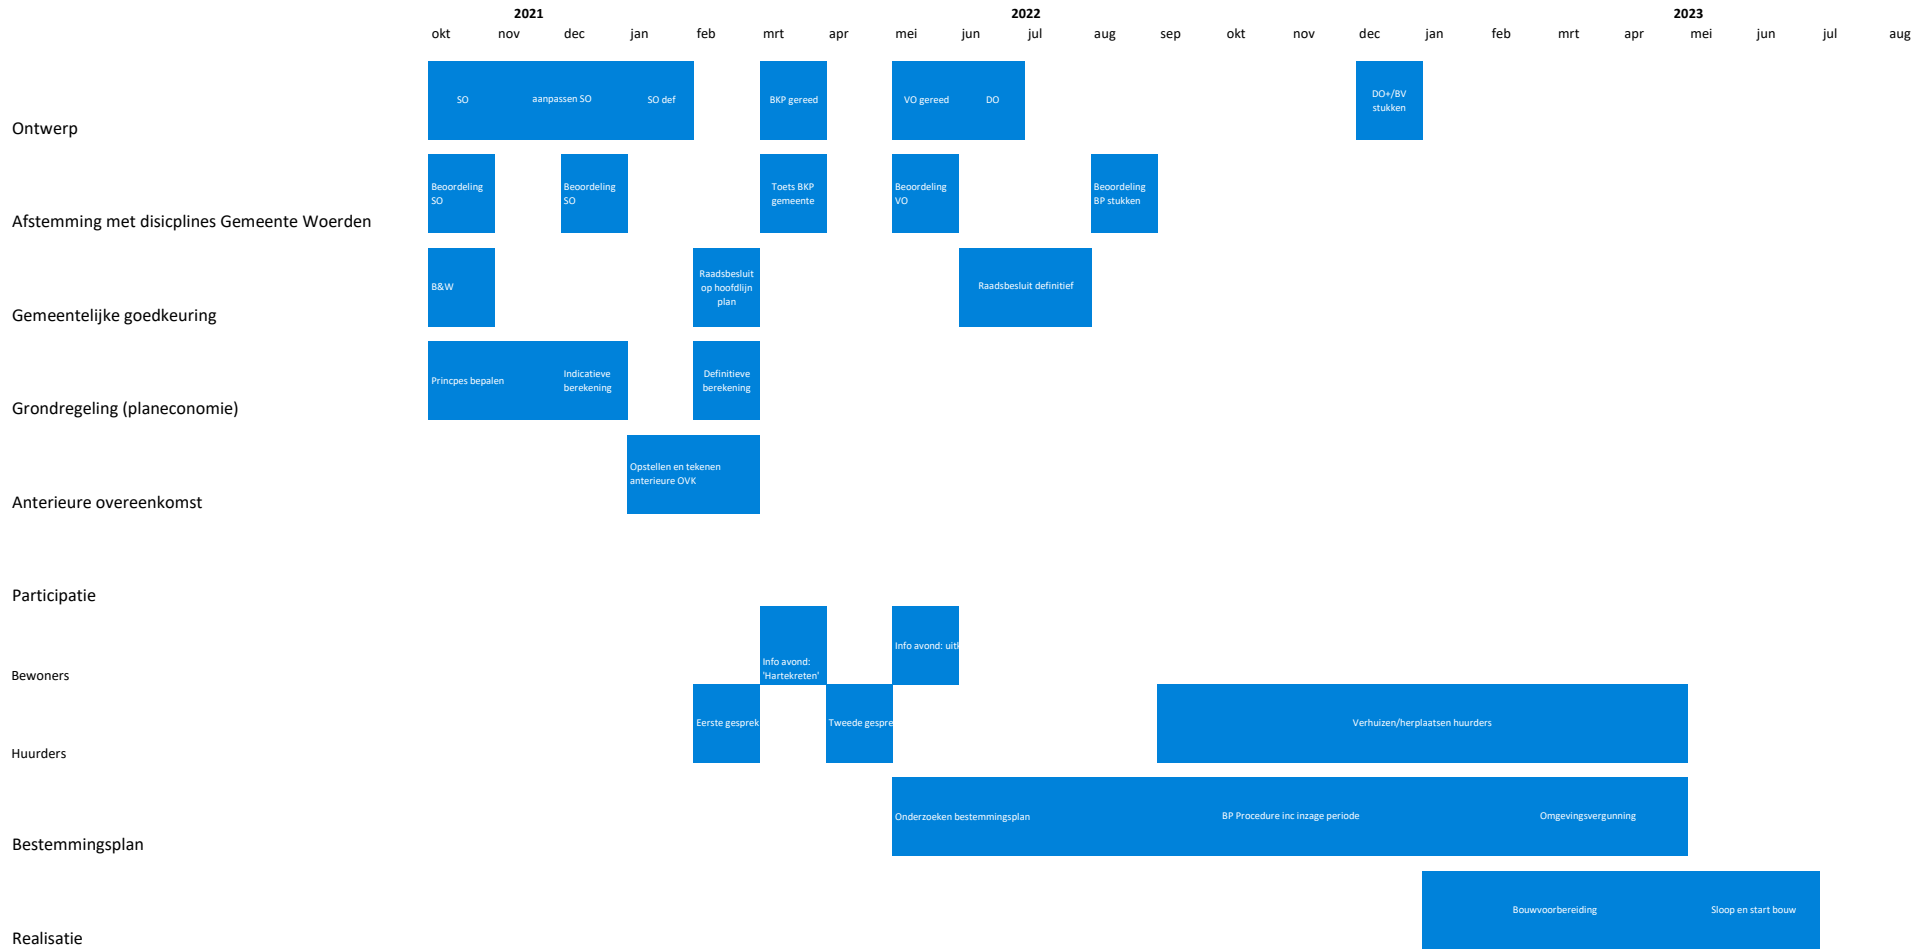 2021 2022 2023
okt nov dec jan feb mrt apr mei jun jul aug sep okt nov dec jan feb mrt apr mei jun jul aug
Ontwerp
SO aanpassen SO SO def
BKP gereed
VO gereed DO
DO+/BV
stukken
Afstemming met disicplines Gemeente Woerden
Beoordeling
SO
Beoordeling
SO
Toets BKP
gemeente
Beoordeling
VO
Beoordeling
BP stukken
Gemeentelijke goedkeuring
B&W
Raadsbesluit
op hoofdlijn
plan
Raadsbesluit definitief
Grondregeling (planeconomie)
Princpes bepalen
Indicatieve
berekening
Definitieve
berekening
Anterieure overeenkomst
Opstellen en tekenen
anterieure OVK
Participatie
Bewoners
Info avond:
'Hartekreten'
Info avond:
Huurders
Eerste gesprek
Tweede gespre
Verhuizen/herplaatsen huurders
Bestemmingsplan
Onderzoeken bestemmingsplan
BP Procedure inc inzage periode
Omgevingsvergunning
Realisatie
Bouwvoorbereiding
Sloop en start bouw